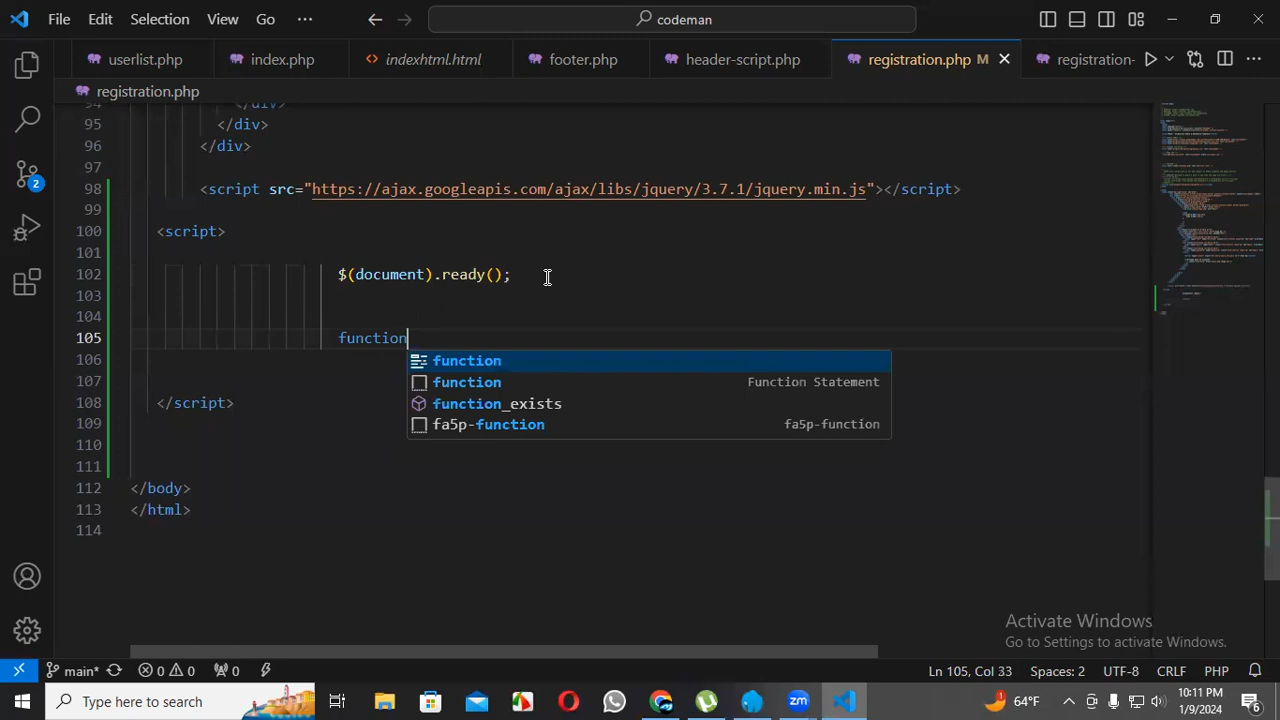 File Edit Selection View Go ··· codeman
userlist.php index.php indexhtml.html footer.php header-script.php registration.php M registration-
registration.php
94 </div>
95 </div>
96 </div>
97
98 <script src="https://ajax.googleapis.com/ajax/libs/jquery/3.7.1/jquery.min.js"></script>
99
100 <script>
101
102 $(document).ready();
103
104
105 function
function
106
function Function Statement
107
function_exists
108 </script>
fa5p-function fa5p-function
109
110
111
112 </body>
113 </html>
114
Activate Windows
Go to Settings to activate Windows.
2
main* 0 0 0 Ln 105, Col 33 Spaces: 2 UTF-8 CRLF PHP
Type here to search 64°F 10:11 PM
1/9/2024 6